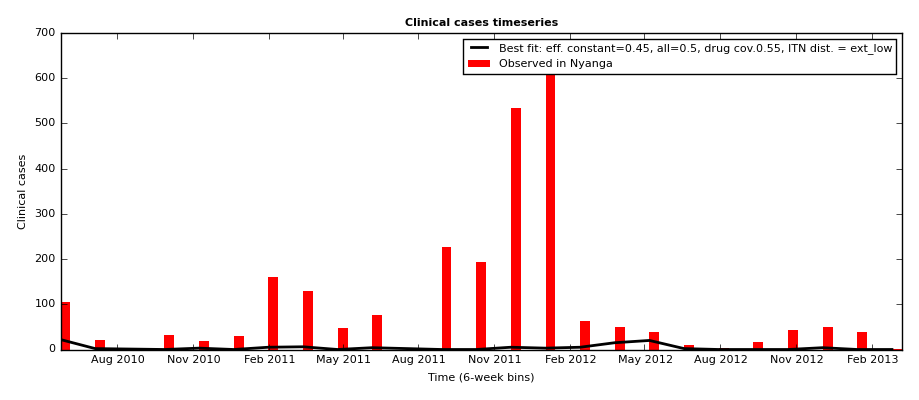 Clinical cases timeseries
700
600
500
400
300
200
100
0
Clinical cases
Best fit: eff. constant=0.45, all=0.5, drug cov.0.55, ITN dist. = ext_low
Observed in Nyanga
Aug 2010 Nov 2010 Feb 2011 May 2011 Aug 2011 Nov 2011 Feb 2012 May 2012 Aug 2012 Nov 2012 Feb 2013
Time (6-week bins)